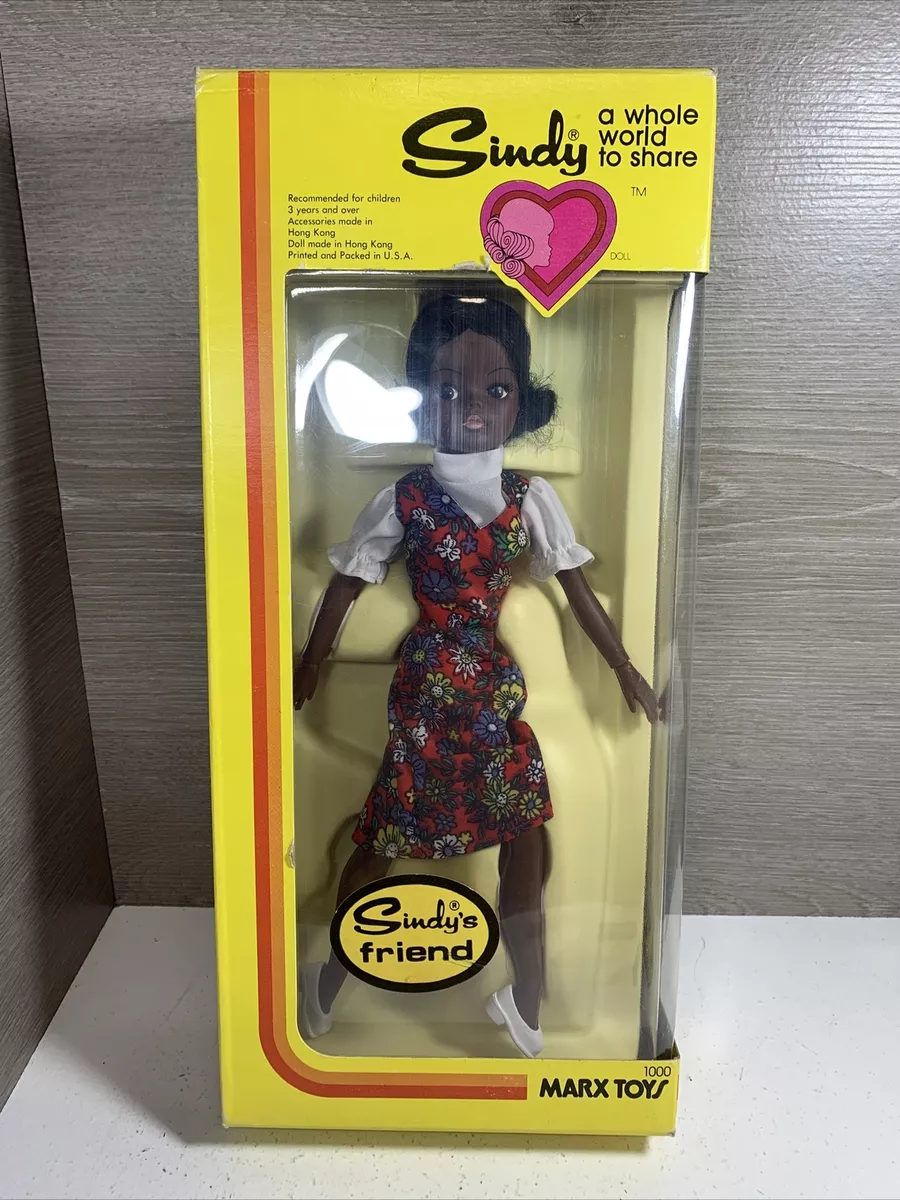 Sindy®
a whole
world
to share
TM
DOLL
Recommended for children
3 years and over
Accessories made in
Hong Kong
Doll made in Hong Kong
Printed and Packed in U.S.A.
Sindy's®
friend
1000
MARX TOYS